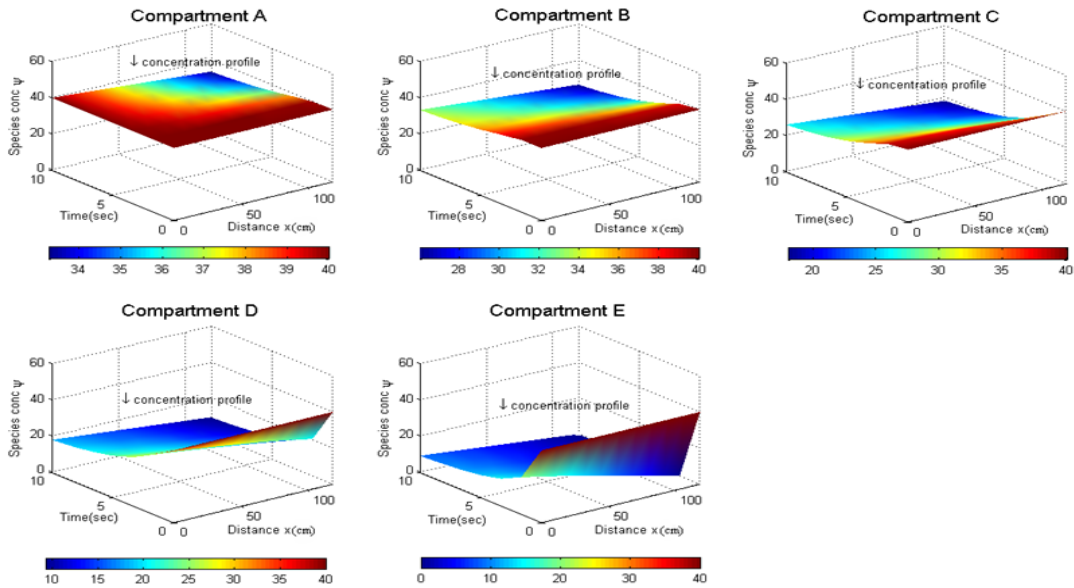 Compartment A
60
40
20
0
Species conc ψ
↓ concentration profile
10
5
0
Time(sec)
0
50
100
Distance x(cm)
34 35 36 37 38 39 40
Compartment B
60
40
20
0
Species conc ψ
↓ concentration profile
10
5
0
Time(sec)
0
50
100
Distance x(cm)
28 30 32 34 36 38 40
Compartment C
60
40
20
0
Species conc ψ
↓ concentration profile
10
5
0
Time(sec)
0
50
100
Distance x(cm)
20 25 30 35 40
Compartment D
60
40
20
0
Species conc ψ
↓ concentration profile
10
5
0
Time(sec)
0
50
100
Distance x(cm)
10 15 20 25 30 35 40
Compartment E
60
40
20
0
Species conc ψ
↓ concentration profile
10
5
0
Time(sec)
0
50
100
Distance x(cm)
0 5 10 15 20 25 30 35 40